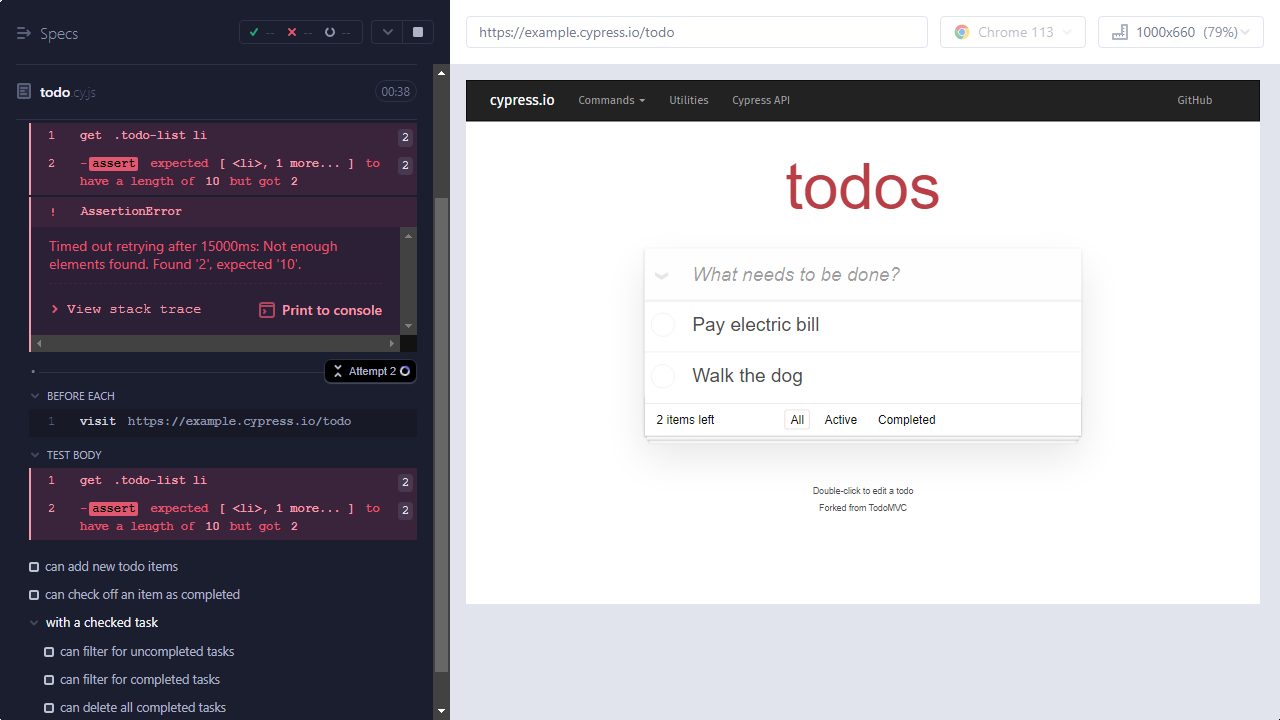 Specs
-- -- --
todo.cy.js
00:38
1 get .todo-list li 2
2 -assert expected [ <li>, 1 more... ] to 2
have a length of 10 but got 2
! AssertionError
Timed out retrying after 15000ms: Not enough
elements found. Found '2', expected '10'.
> View stack trace
Print to console
Attempt 2
BEFORE EACH
1 visit https://example.cypress.io/todo
TEST BODY
1 get .todo-list li 2
2 -assert expected [ <li>, 1 more... ] to 2
have a length of 10 but got 2
can add new todo items
can check off an item as completed
with a checked task
can filter for uncompleted tasks
can filter for completed tasks
can delete all completed tasks
https://example.cypress.io/todo
Chrome 113
1000x660 (79%)
cypress.io
Commands
Utilities
Cypress API
GitHub
todos
What needs to be done?
Pay electric bill
Walk the dog
2 items left
All
Active
Completed
Double-click to edit a todo
Forked from TodoMVC